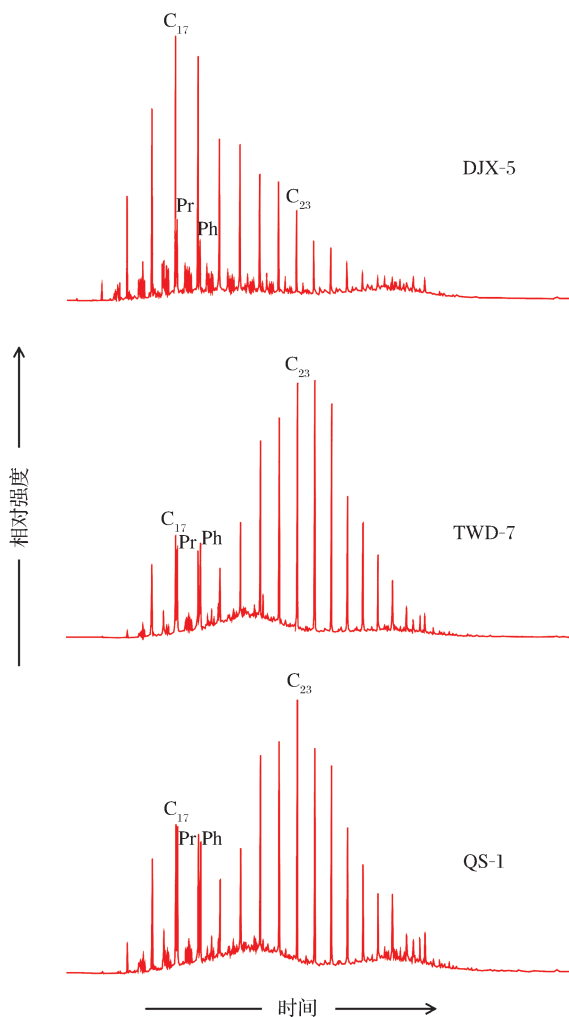 C₁₇
Pr
Ph
C₂₃
DJX-5
C₂₃
C₁₇
Pr
Ph
TWD-7
相对强度
C₂₃
C₁₇
Pr
Ph
QS-1
时间